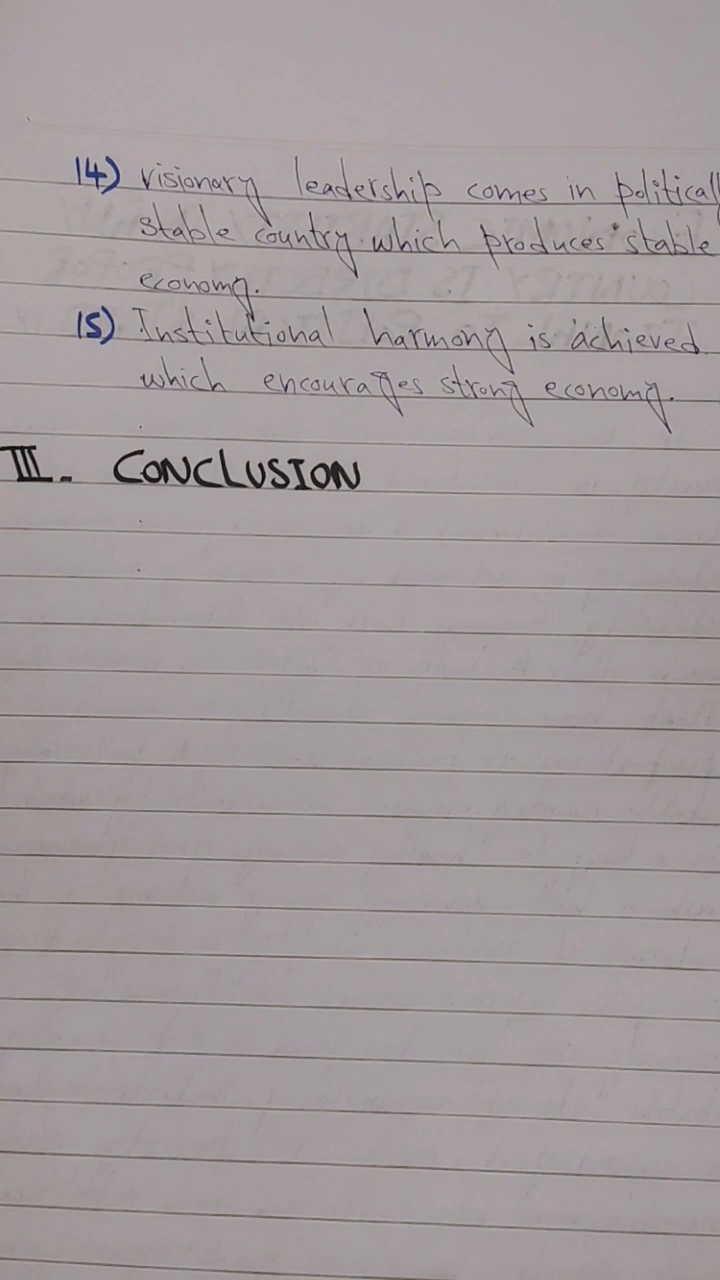 14) visionary leadership comes in political
stable country which produces stable
economy.
15) Institutional harmony is achieved
which encourages strong economy.
III. CONCLUSION